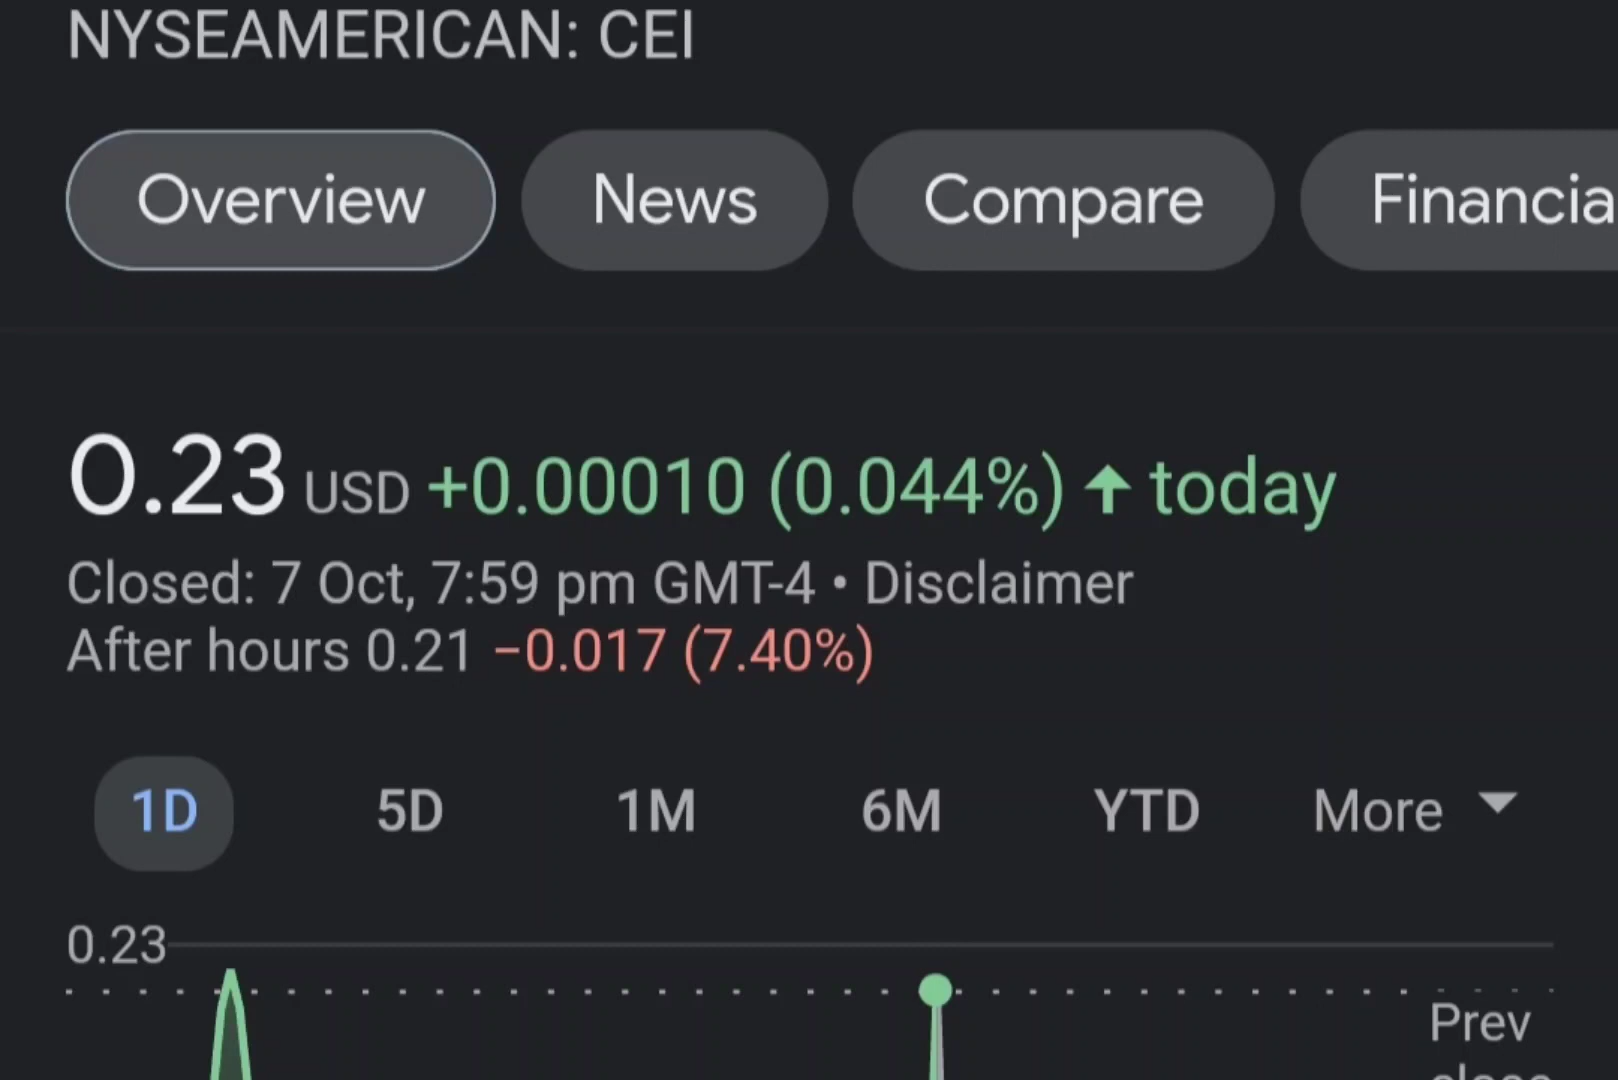 NYSEAMERICAN: CEI
Overview News Compare Financia
0.23 USD +0.00010 (0.044%) ↑ today
Closed: 7 Oct, 7:59 pm GMT-4 • Disclaimer
After hours 0.21 −0.017 (7.40%)
1D 5D 1M 6M YTD More
0.23
Prev
close